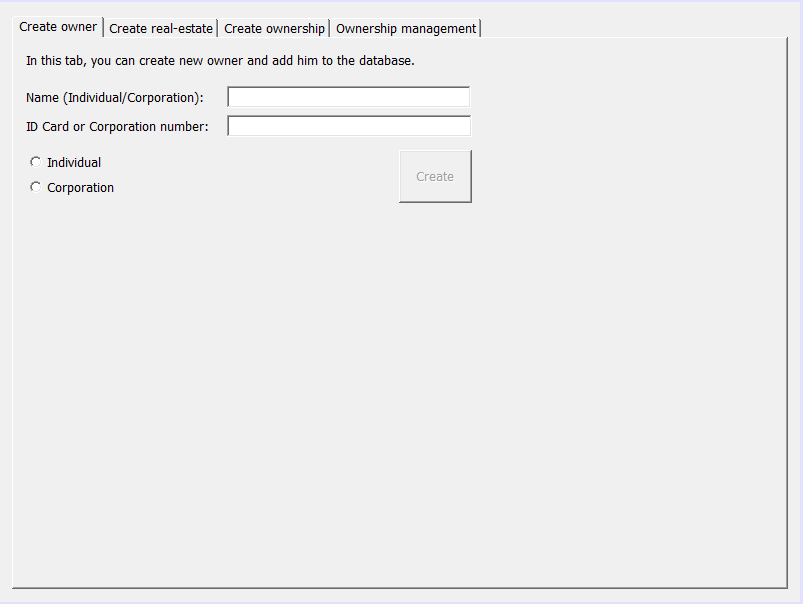 Create owner Create real-estate Create ownership Ownership management
In this tab, you can create new owner and add him to the database.
Name (Individual/Corporation):
ID Card or Corporation number:
Individual
Create
Corporation